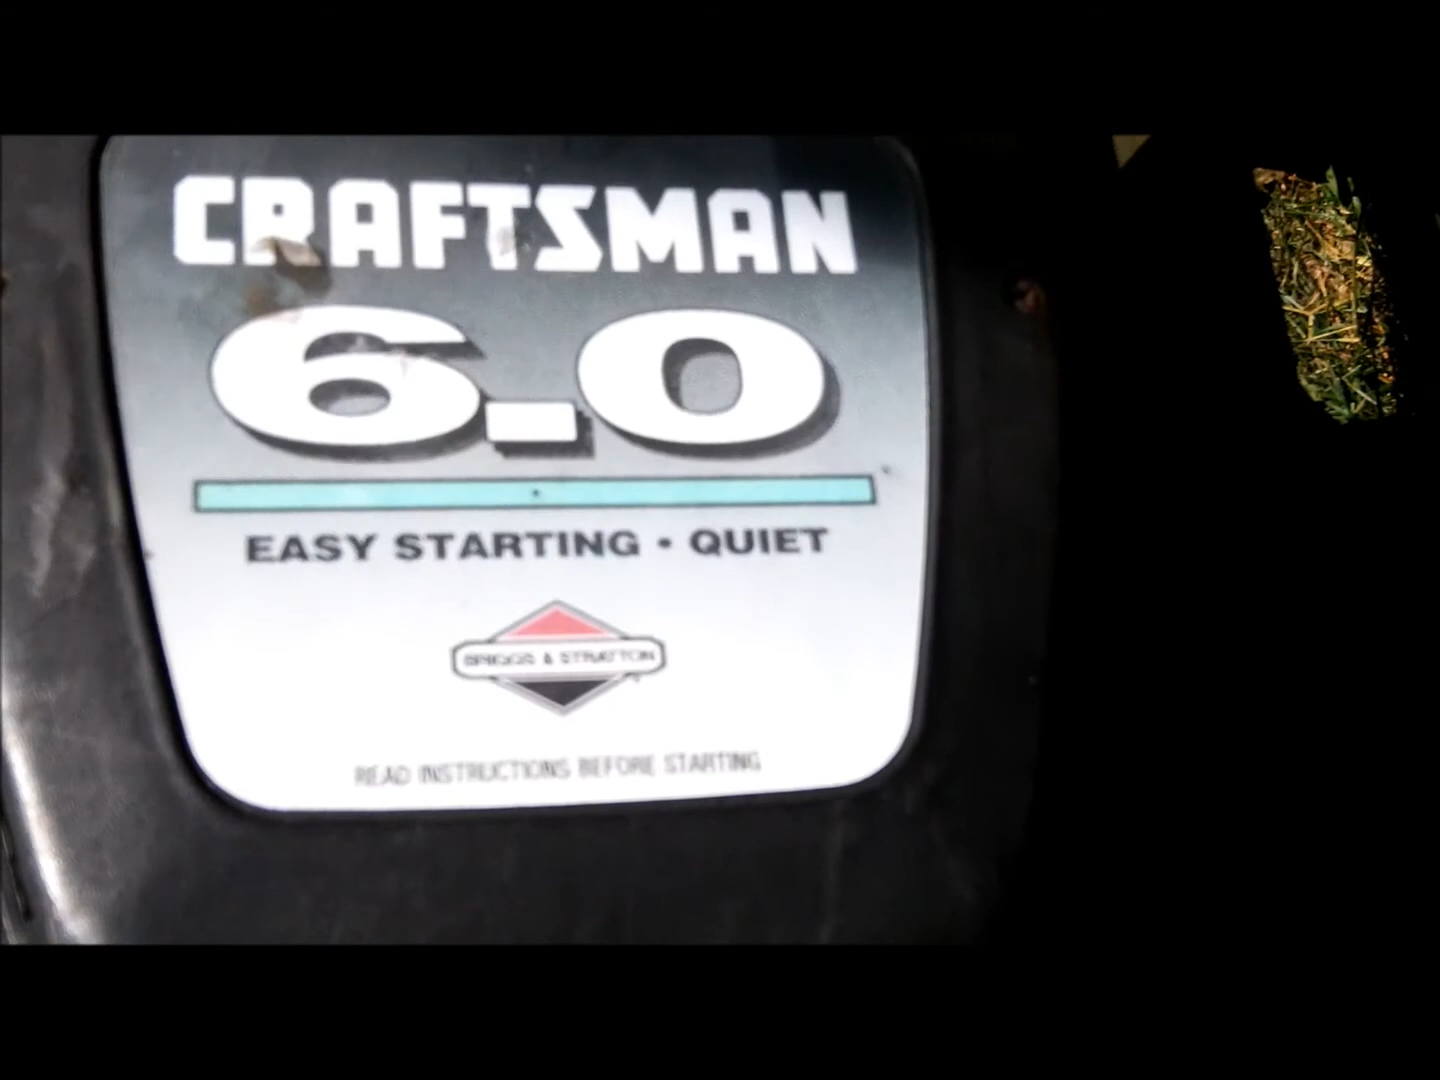 CRAFTSMAN
6.0
EASY STARTING • QUIET
BRIGGS & STRATTON
READ INSTRUCTIONS BEFORE STARTING